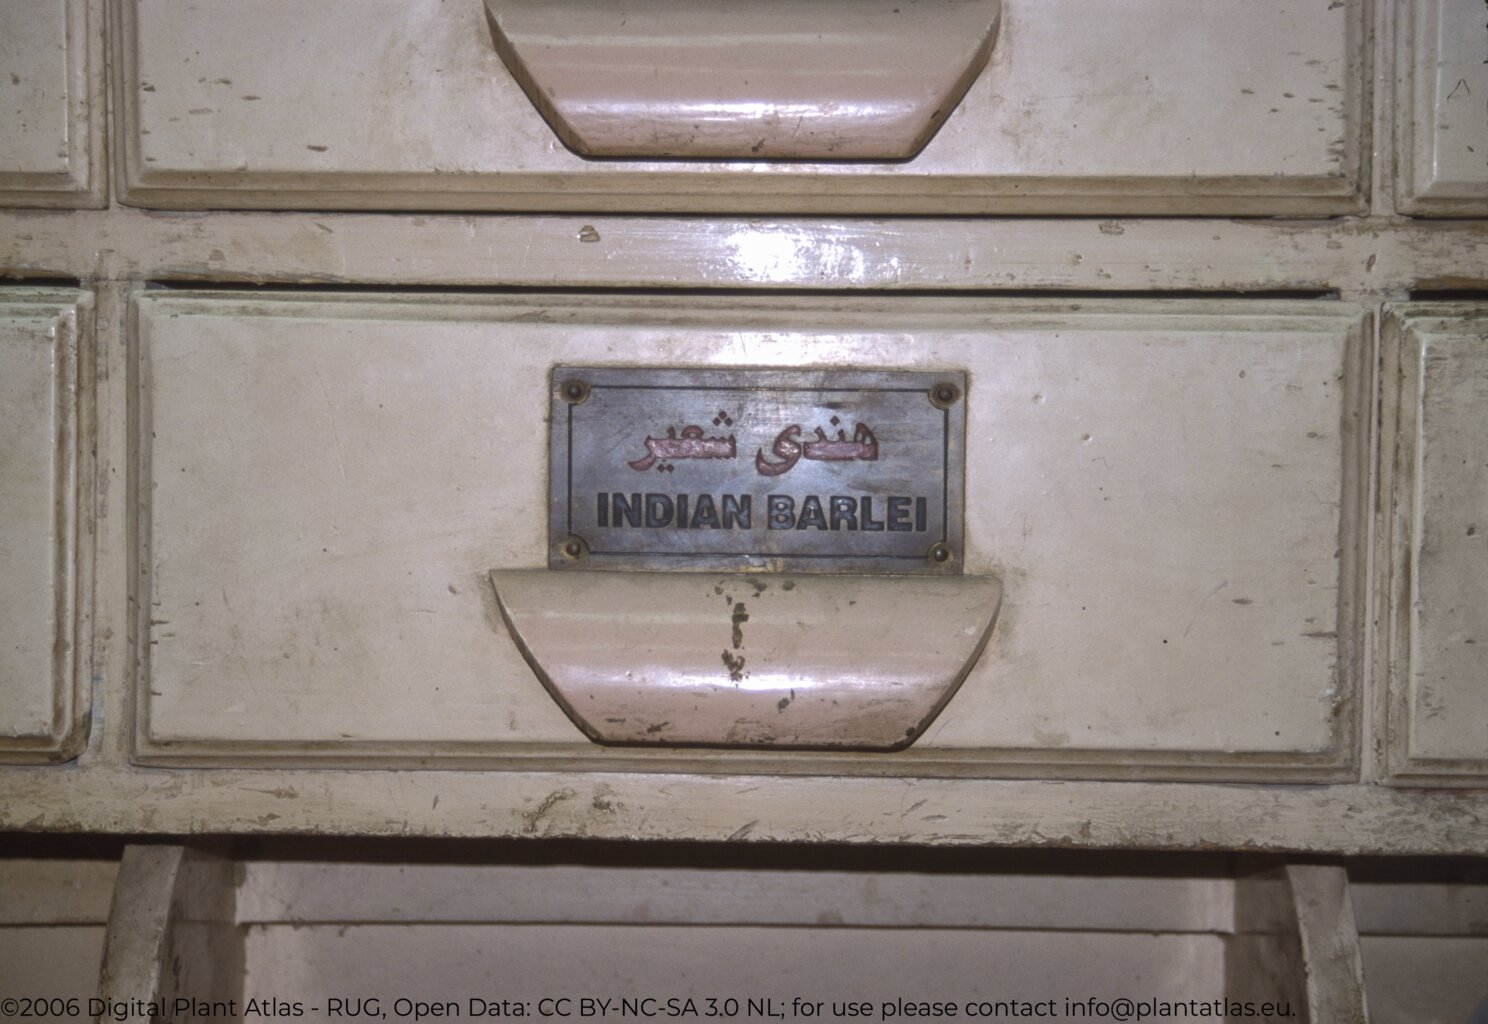 هندى شعير
INDIAN BARLEI
©2006 Digital Plant Atlas - RUG, Open Data: CC BY-NC-SA 3.0 NL; for use please contact info@plantatlas.eu.